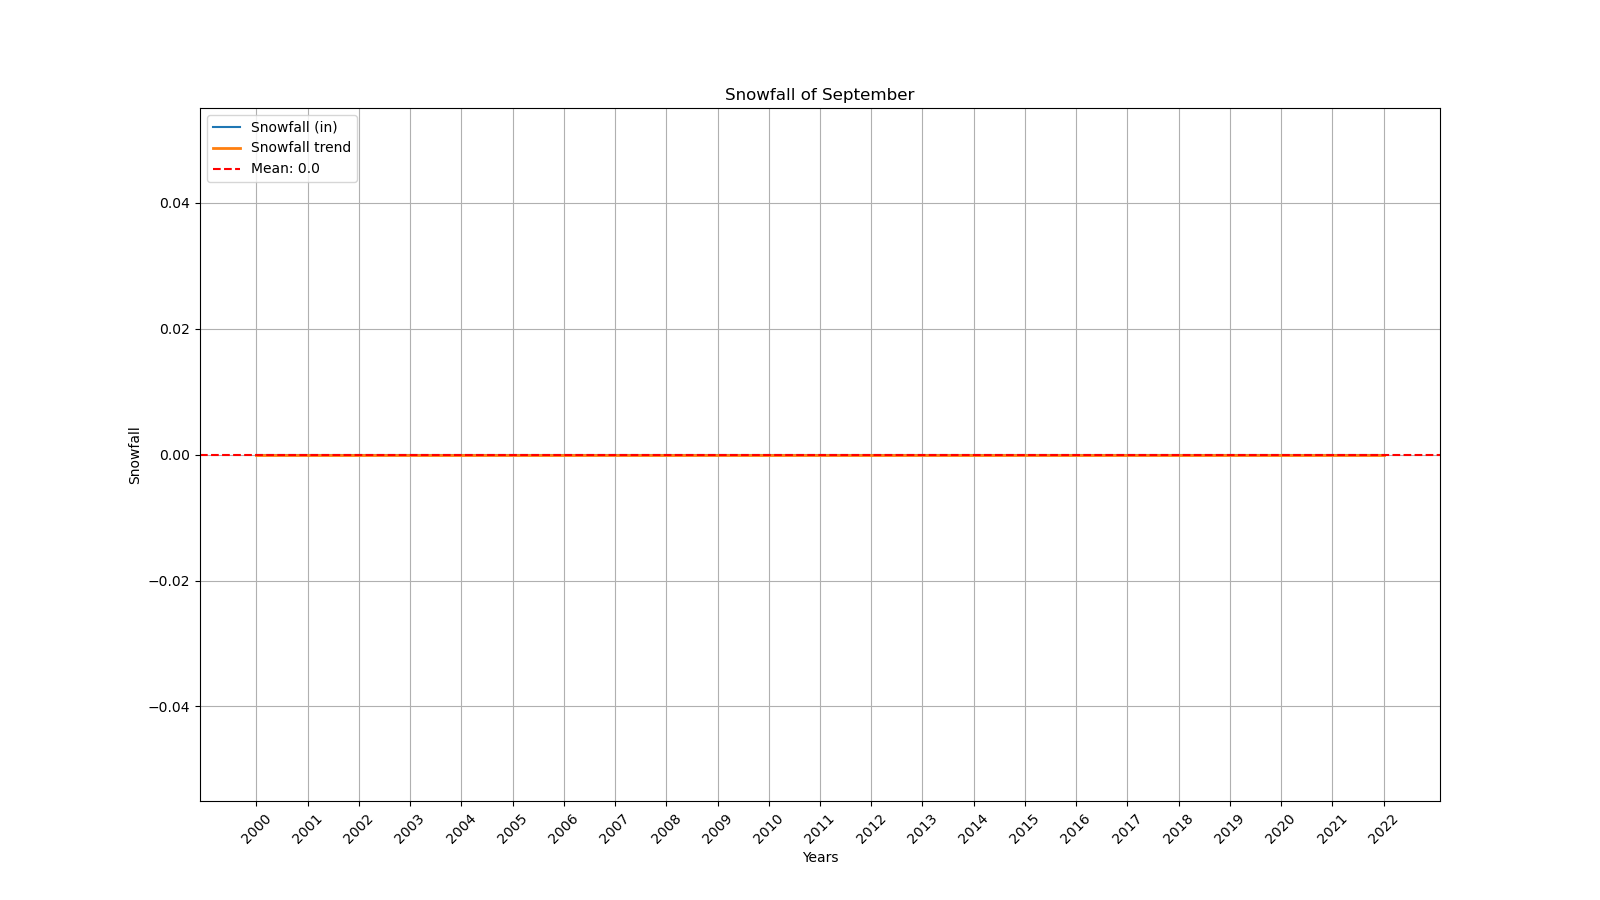 Snowfall of September
Snowfall (in)
Snowfall trend
Mean: 0.0
0.04
0.02
0.00
−0.02
−0.04
Snowfall
2000 2001 2002 2003 2004 2005 2006 2007 2008 2009 2010 2011 2012 2013 2014 2015 2016 2017 2018 2019 2020 2021 2022
Years